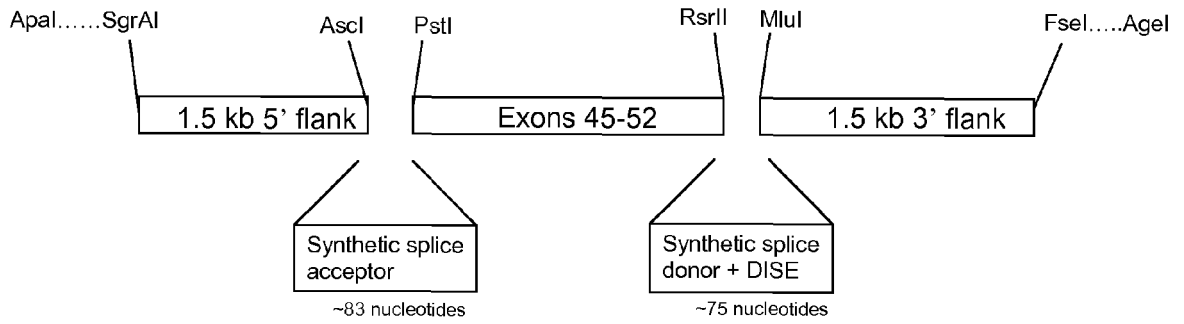 ApaI......SgrAI
AscI
PstI
RsrII
MluI
FseI.....AgeI
1.5 kb 5' flank
Exons 45-52
1.5 kb 3' flank
Synthetic splice
acceptor
Synthetic splice
donor + DISE
~83 nucleotides
~75 nucleotides